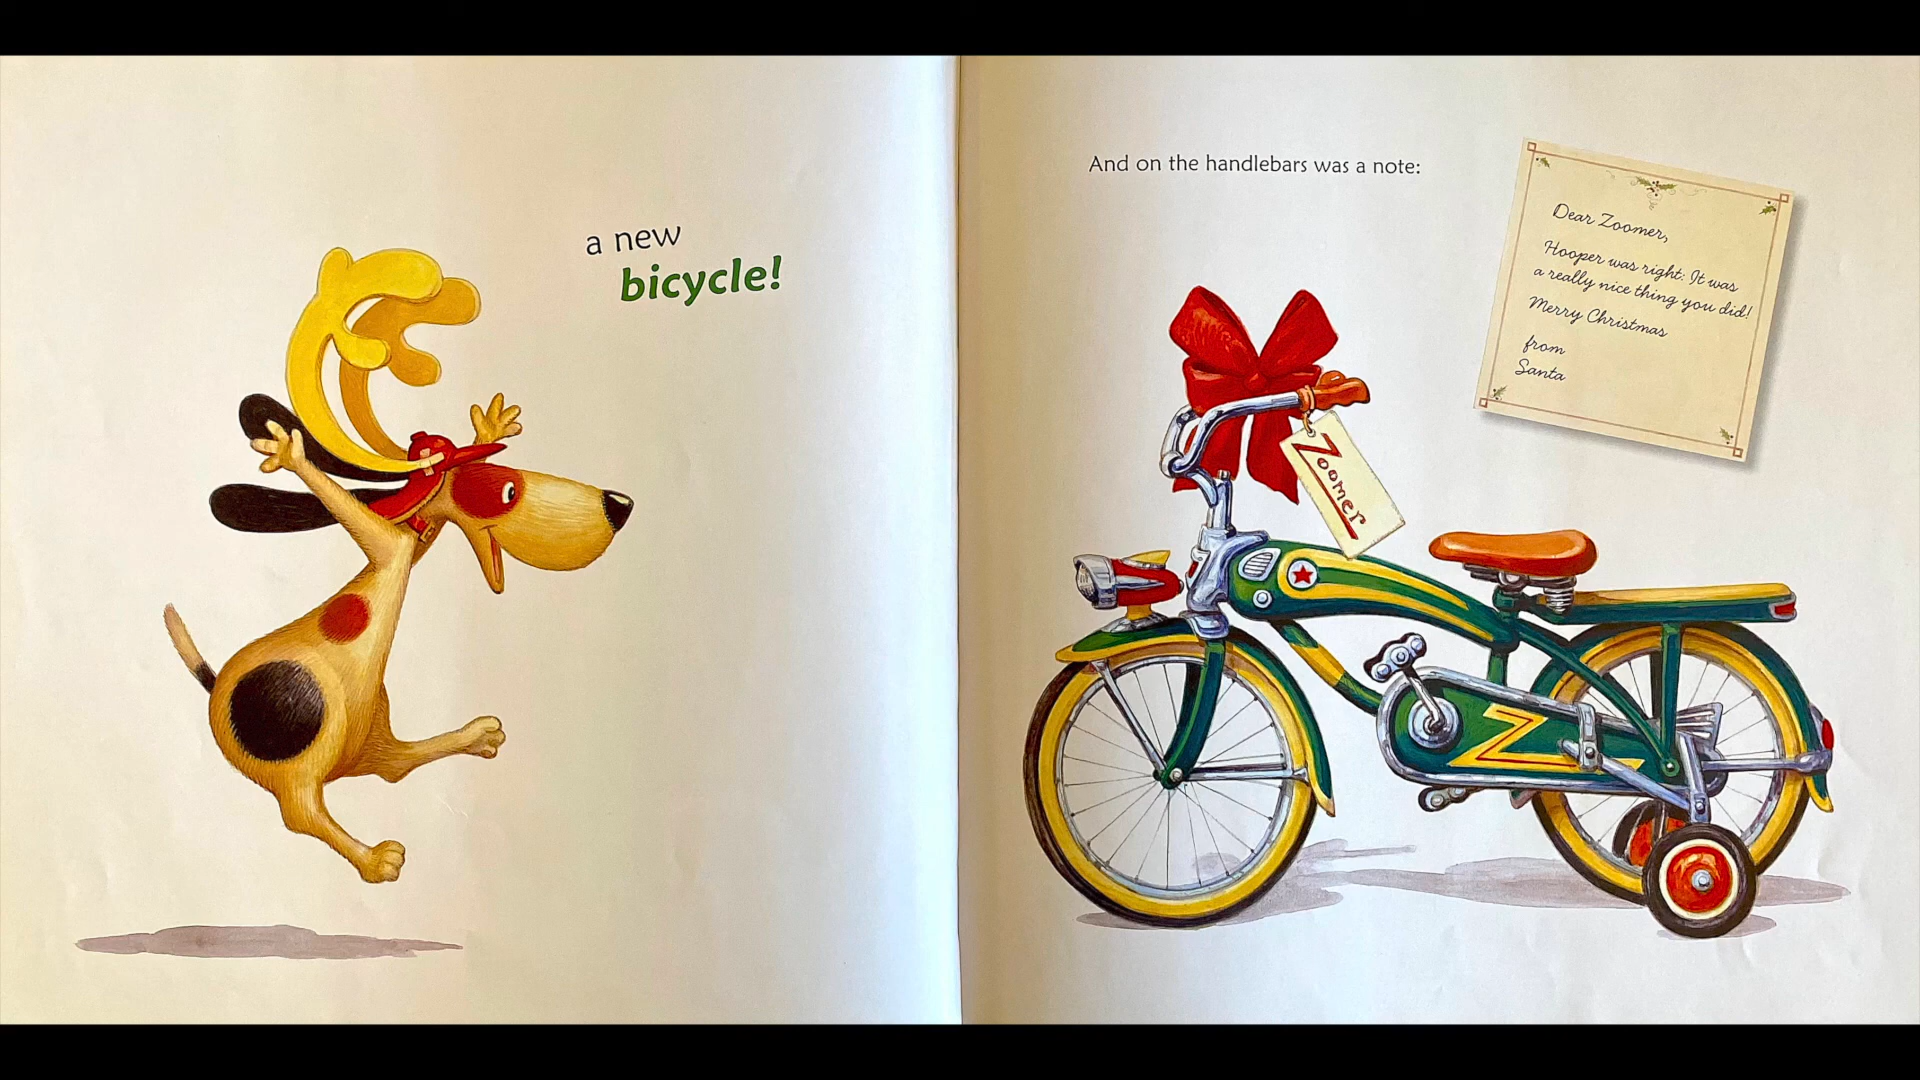 a new
bicycle!
And on the handlebars was a note:
Dear Zoomer,
Hooper was right: It was
a really nice thing you did!
Merry Christmas
from
Santa
Zoomer
Z